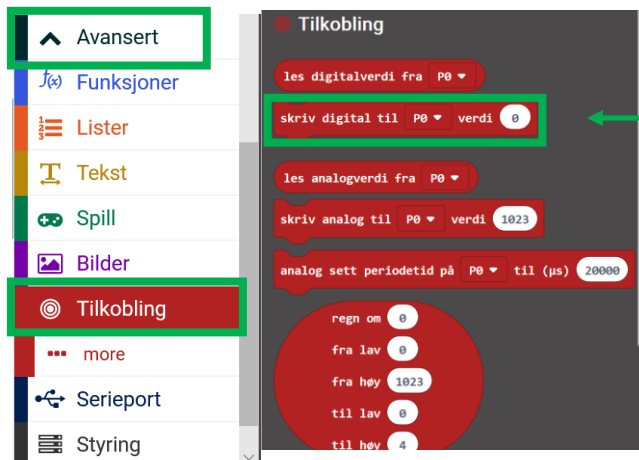 Avansert
f(x) Funksjoner
Lister
Tekst
Spill
Bilder
Tilkobling
more
Serieport
Styring
Tilkobling
les digitalverdi fra P0
skriv digital til P0 verdi 0
les analogverdi fra P0
skriv analog til P0 verdi 1023
analog sett periodetid på P0 til (µs) 20000
regn om 0
fra lav 0
fra høy 1023
til lav 0
til høy 4